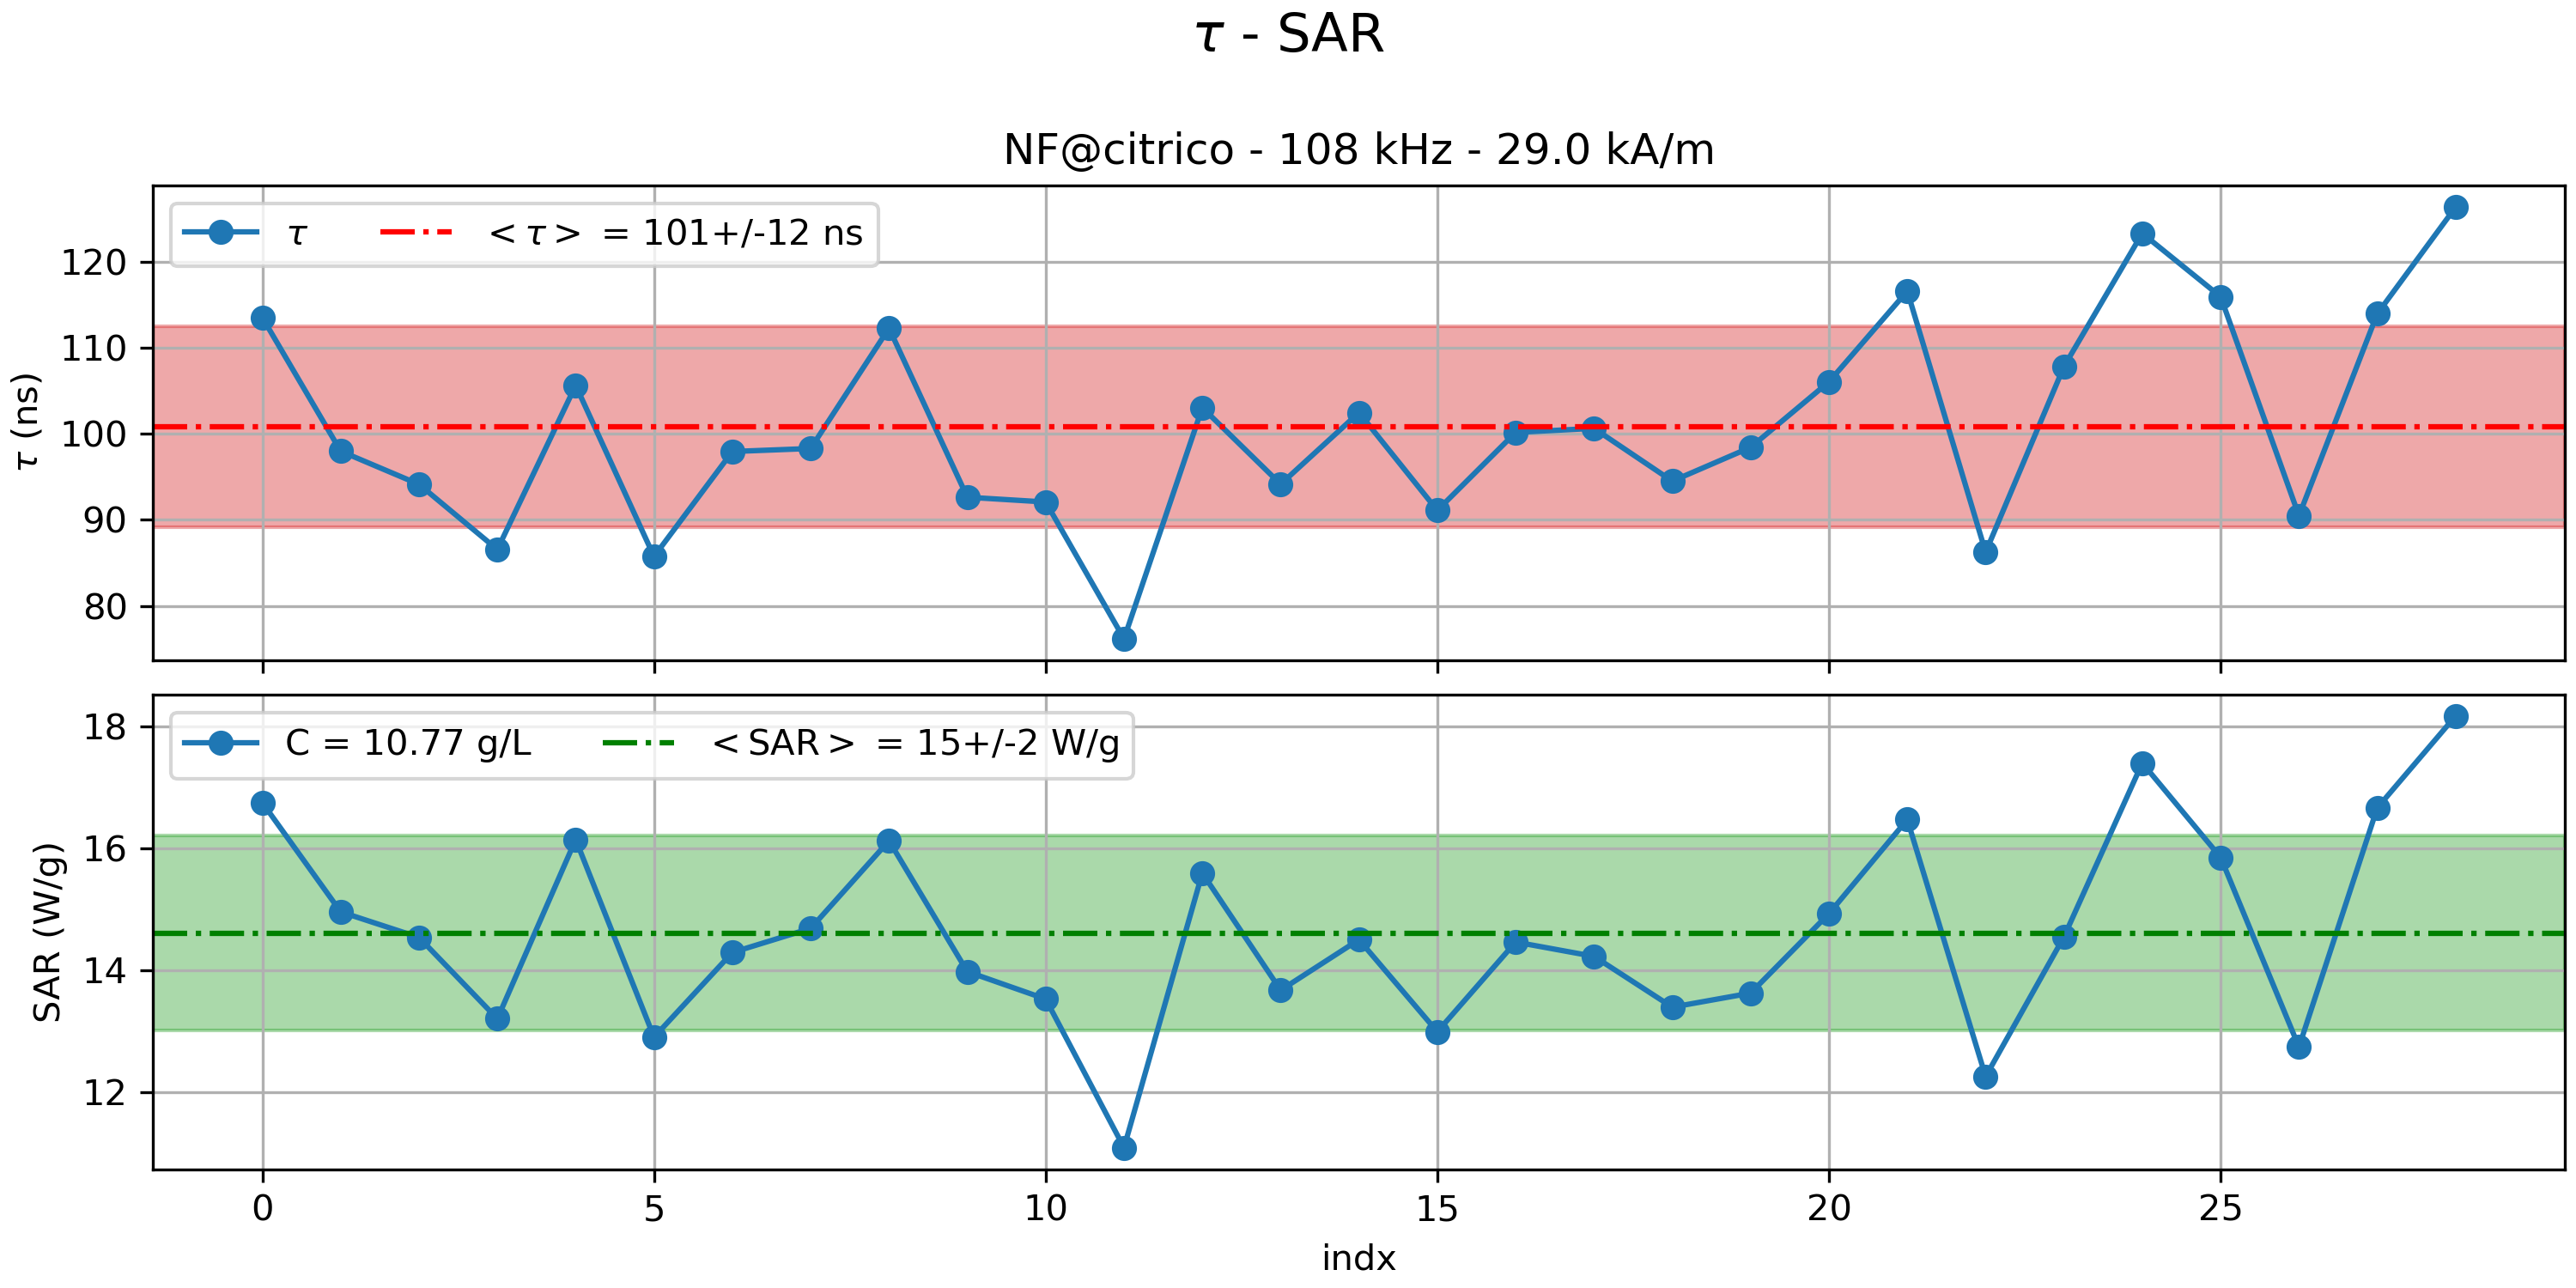 τ - SAR
NF@citrico - 108 kHz - 29.0 kA/m
τ <τ> = 101+/-12 ns
τ (ns)
120
110
100
90
80
C = 10.77 g/L <SAR> = 15+/-2 W/g
SAR (W/g)
18
16
14
12
0 5 10 15 20 25
indx